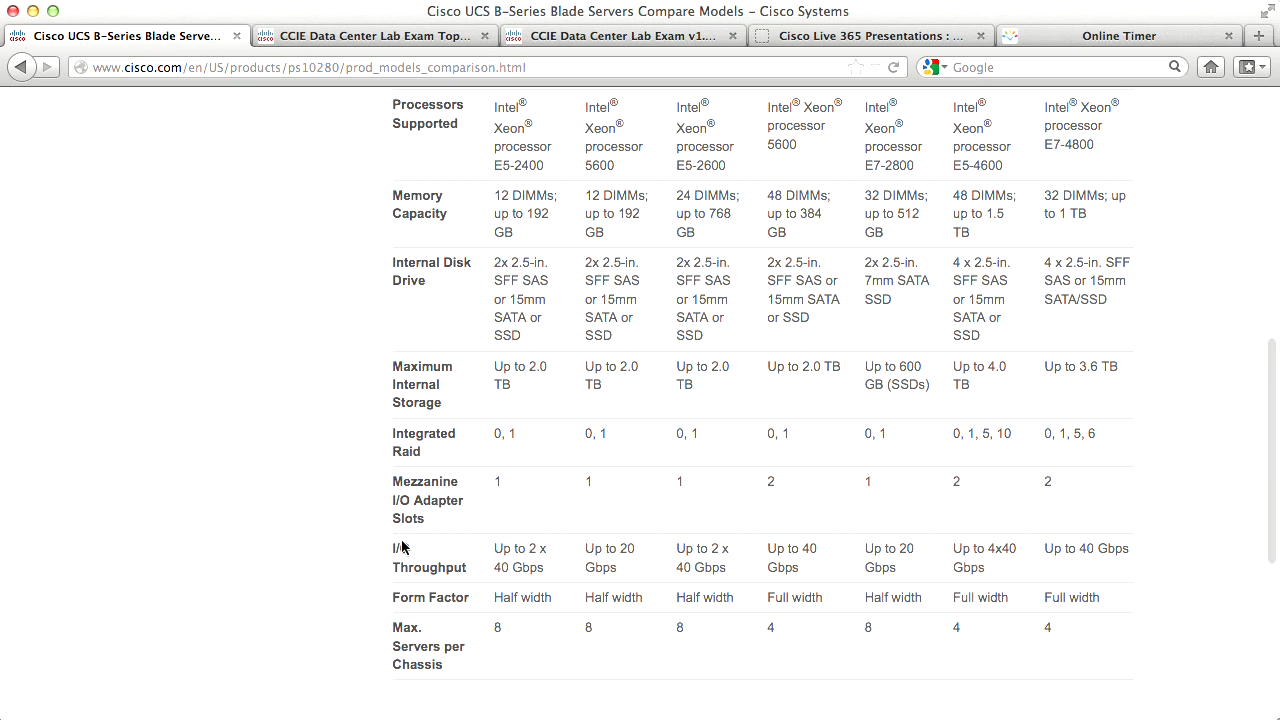 Cisco UCS B–Series Blade Servers Compare Models – Cisco Systems
Cisco UCS B–Series Blade Serve...
CCIE Data Center Lab Exam Top...
CCIE Data Center Lab Exam v1....
Cisco Live 365 Presentations : ...
Online Timer
www.cisco.com/en/US/products/ps10280/prod_models_comparison.html
Google
Processors Supported
Intel® Xeon® processor E5-2400
Intel® Xeon® processor 5600
Intel® Xeon® processor E5-2600
Intel® Xeon® processor 5600
Intel® Xeon® processor E7-2800
Intel® Xeon® processor E5-4600
Intel® Xeon® processor E7-4800
Memory Capacity
12 DIMMs; up to 192 GB
12 DIMMs; up to 192 GB
24 DIMMs; up to 768 GB
48 DIMMs; up to 384 GB
32 DIMMs; up to 512 GB
48 DIMMs; up to 1.5 TB
32 DIMMs; up to 1 TB
Internal Disk Drive
2x 2.5-in. SFF SAS or 15mm SATA or SSD
2x 2.5-in. SFF SAS or 15mm SATA or SSD
2x 2.5-in. SFF SAS or 15mm SATA or SSD
2x 2.5-in. SFF SAS or 15mm SATA or SSD
2x 2.5-in. 7mm SATA SSD
4 x 2.5-in. SFF SAS or 15mm SATA or SSD
4 x 2.5-in. SFF SAS or 15mm SATA/SSD
Maximum Internal Storage
Up to 2.0 TB
Up to 2.0 TB
Up to 2.0 TB
Up to 2.0 TB
Up to 600 GB (SSDs)
Up to 4.0 TB
Up to 3.6 TB
Integrated Raid
0, 1
0, 1
0, 1
0, 1
0, 1
0, 1, 5, 10
0, 1, 5, 6
Mezzanine I/O Adapter Slots
1
1
1
2
1
2
2
Throughput
Up to 2 x 40 Gbps
Up to 20 Gbps
Up to 2 x 40 Gbps
Up to 40 Gbps
Up to 20 Gbps
Up to 4x40 Gbps
Up to 40 Gbps
Form Factor
Half width
Half width
Half width
Full width
Half width
Full width
Full width
Max. Servers per Chassis
8
8
8
4
8
4
4